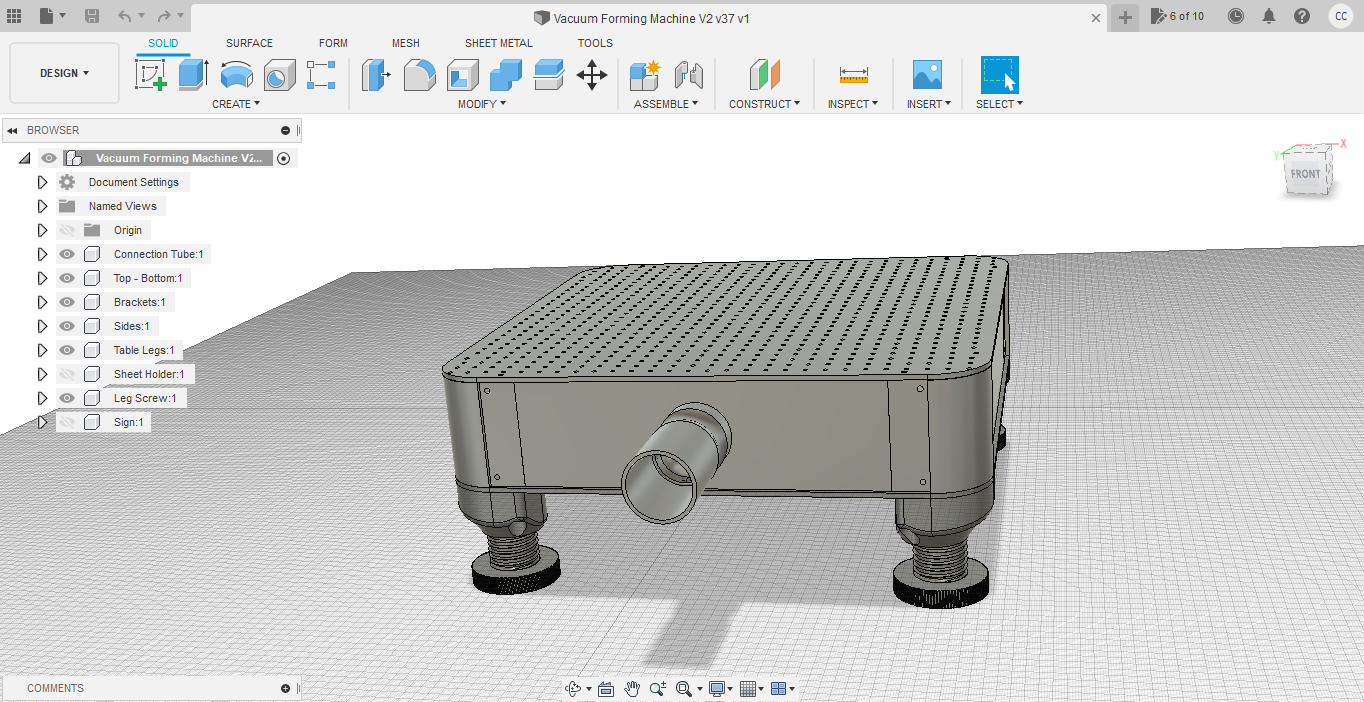 Vacuum Forming Machine V2 v37 v1
6 of 10
CC
DESIGN
SOLID SURFACE FORM MESH SHEET METAL TOOLS
CREATE MODIFY ASSEMBLE CONSTRUCT INSPECT INSERT SELECT
BROWSER
Vacuum Forming Machine V2...
Document Settings
Named Views
Origin
Connection Tube:1
Top - Bottom:1
Brackets:1
Sides:1
Table Legs:1
Sheet Holder:1
Leg Screw:1
Sign:1
X
Y
FRONT
COMMENTS